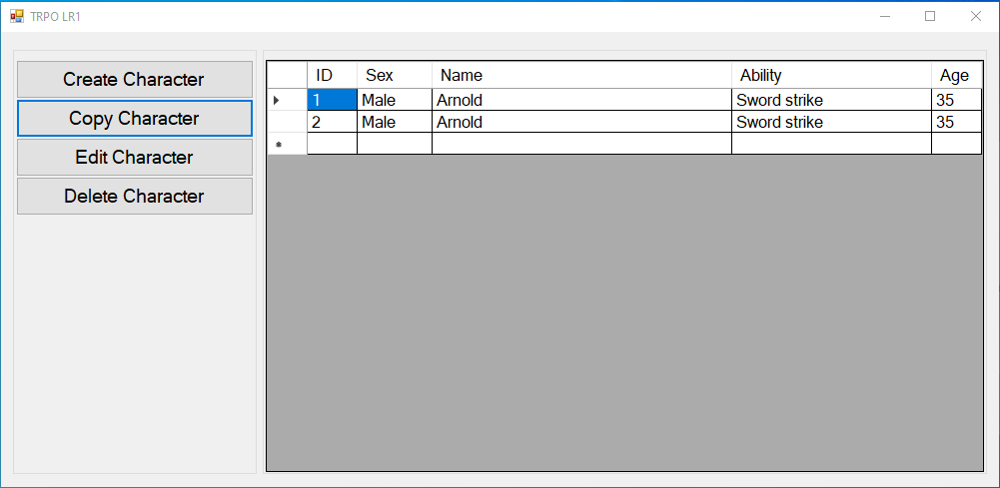 TRPO LR1
Create Character
Copy Character
Edit Character
Delete Character
ID Sex Name Ability Age
1 Male Arnold Sword strike 35
2 Male Arnold Sword strike 35